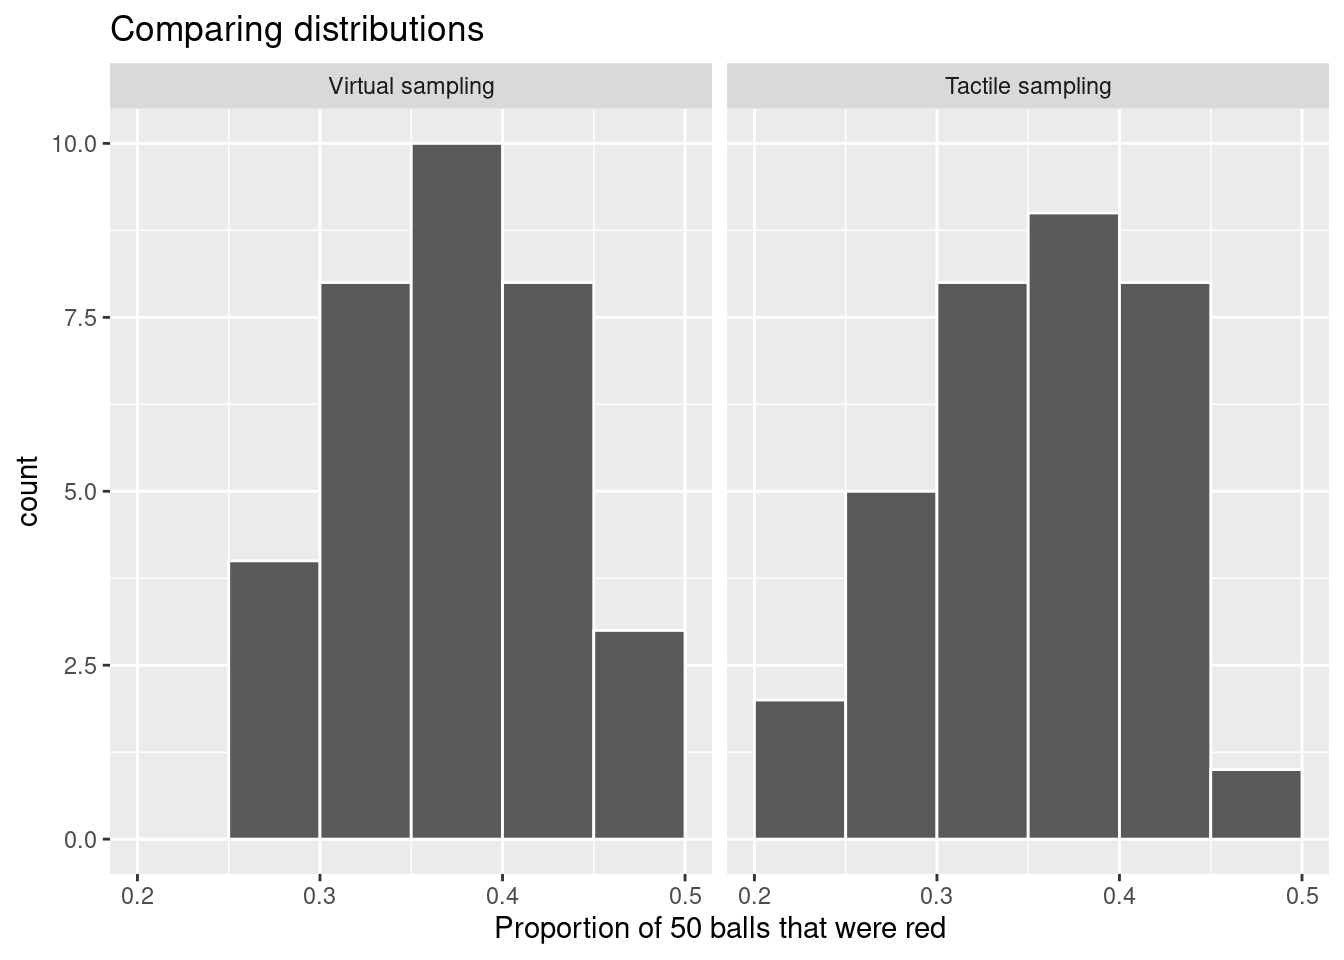 Comparing distributions
Virtual sampling
Tactile sampling
10.0
7.5
5.0
2.5
0.0
count
0.2 0.3 0.4 0.5
0.2 0.3 0.4 0.5
Proportion of 50 balls that were red